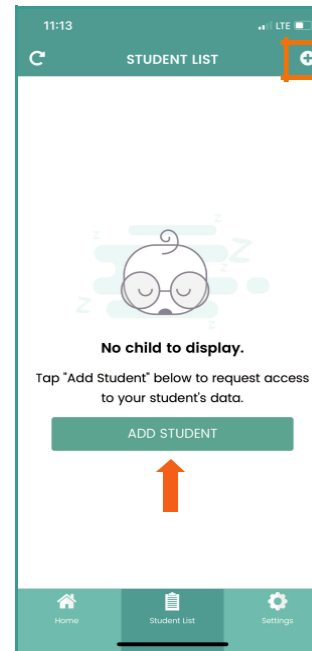 11:13 LTE
STUDENT LIST
z
Z
z
Z
z
No child to display.
Tap "Add Student" below to request access
to your student's data.
ADD STUDENT
Home Student List Settings